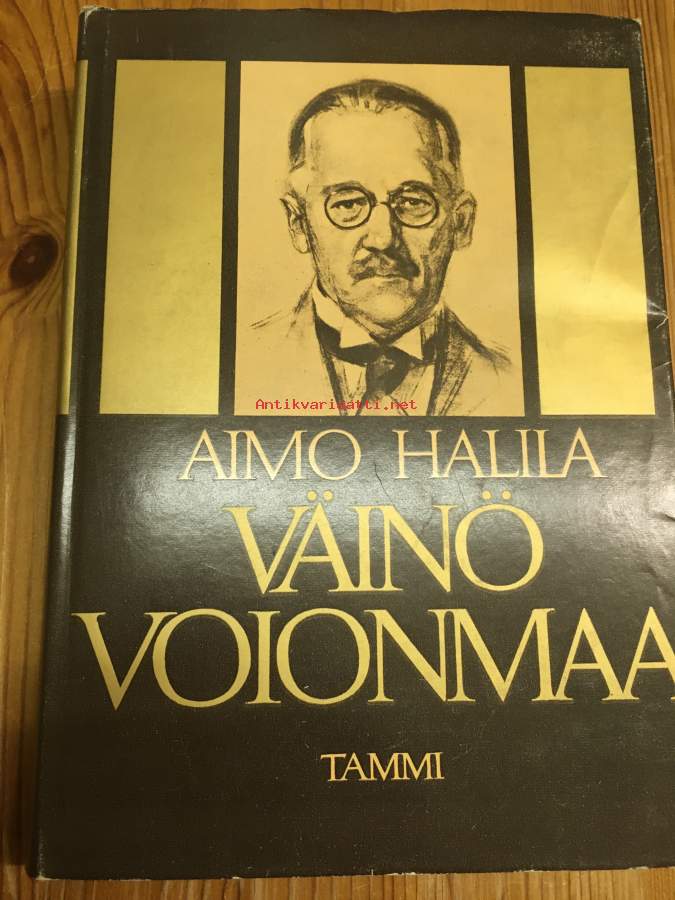 Antikvariaatti.net
AIMO HALILA
VÄINÖ
VOIONMAA
TAMMI